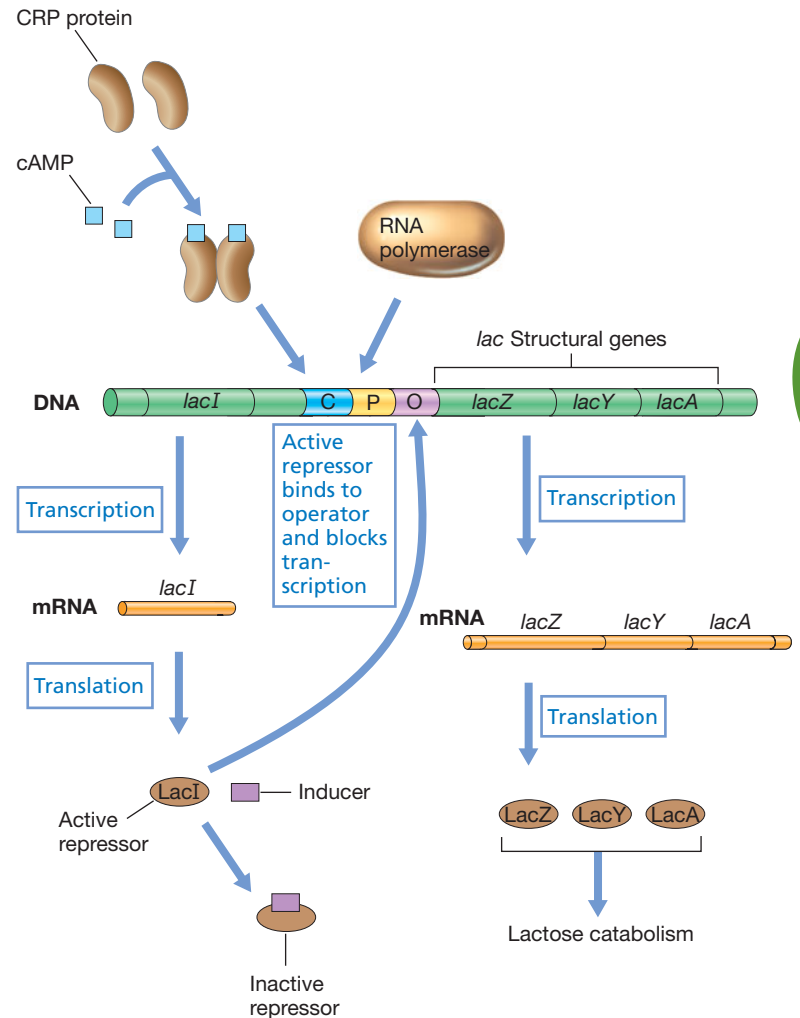 CRP protein
cAMP
RNA
polymerase
lac Structural genes
DNA
lacI
C
P
O
lacZ
lacY
lacA
Active
repressor
binds to
operator
and blocks
tran-
scription
Transcription
Transcription
lacI
mRNA
mRNA
lacZ
lacY
lacA
Translation
Translation
LacI
Inducer
Active
repressor
LacZ
LacY
LacA
Lactose catabolism
Inactive
repressor